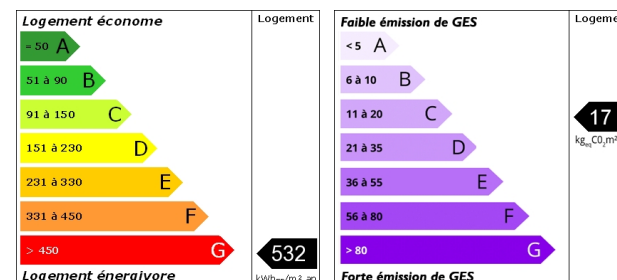 Logement économe
Logement
= 50 A
51 à 90 B
91 à 150 C
151 à 230 D
231 à 330 E
331 à 450 F
> 450 G
532
Logement énergivore
Faible émission de GES
Logeme
< 5 A
6 à 10 B
11 à 20 C
17
kgeqCO2m²
21 à 35 D
36 à 55 E
56 à 80 F
> 80 G
Forte émission de GES